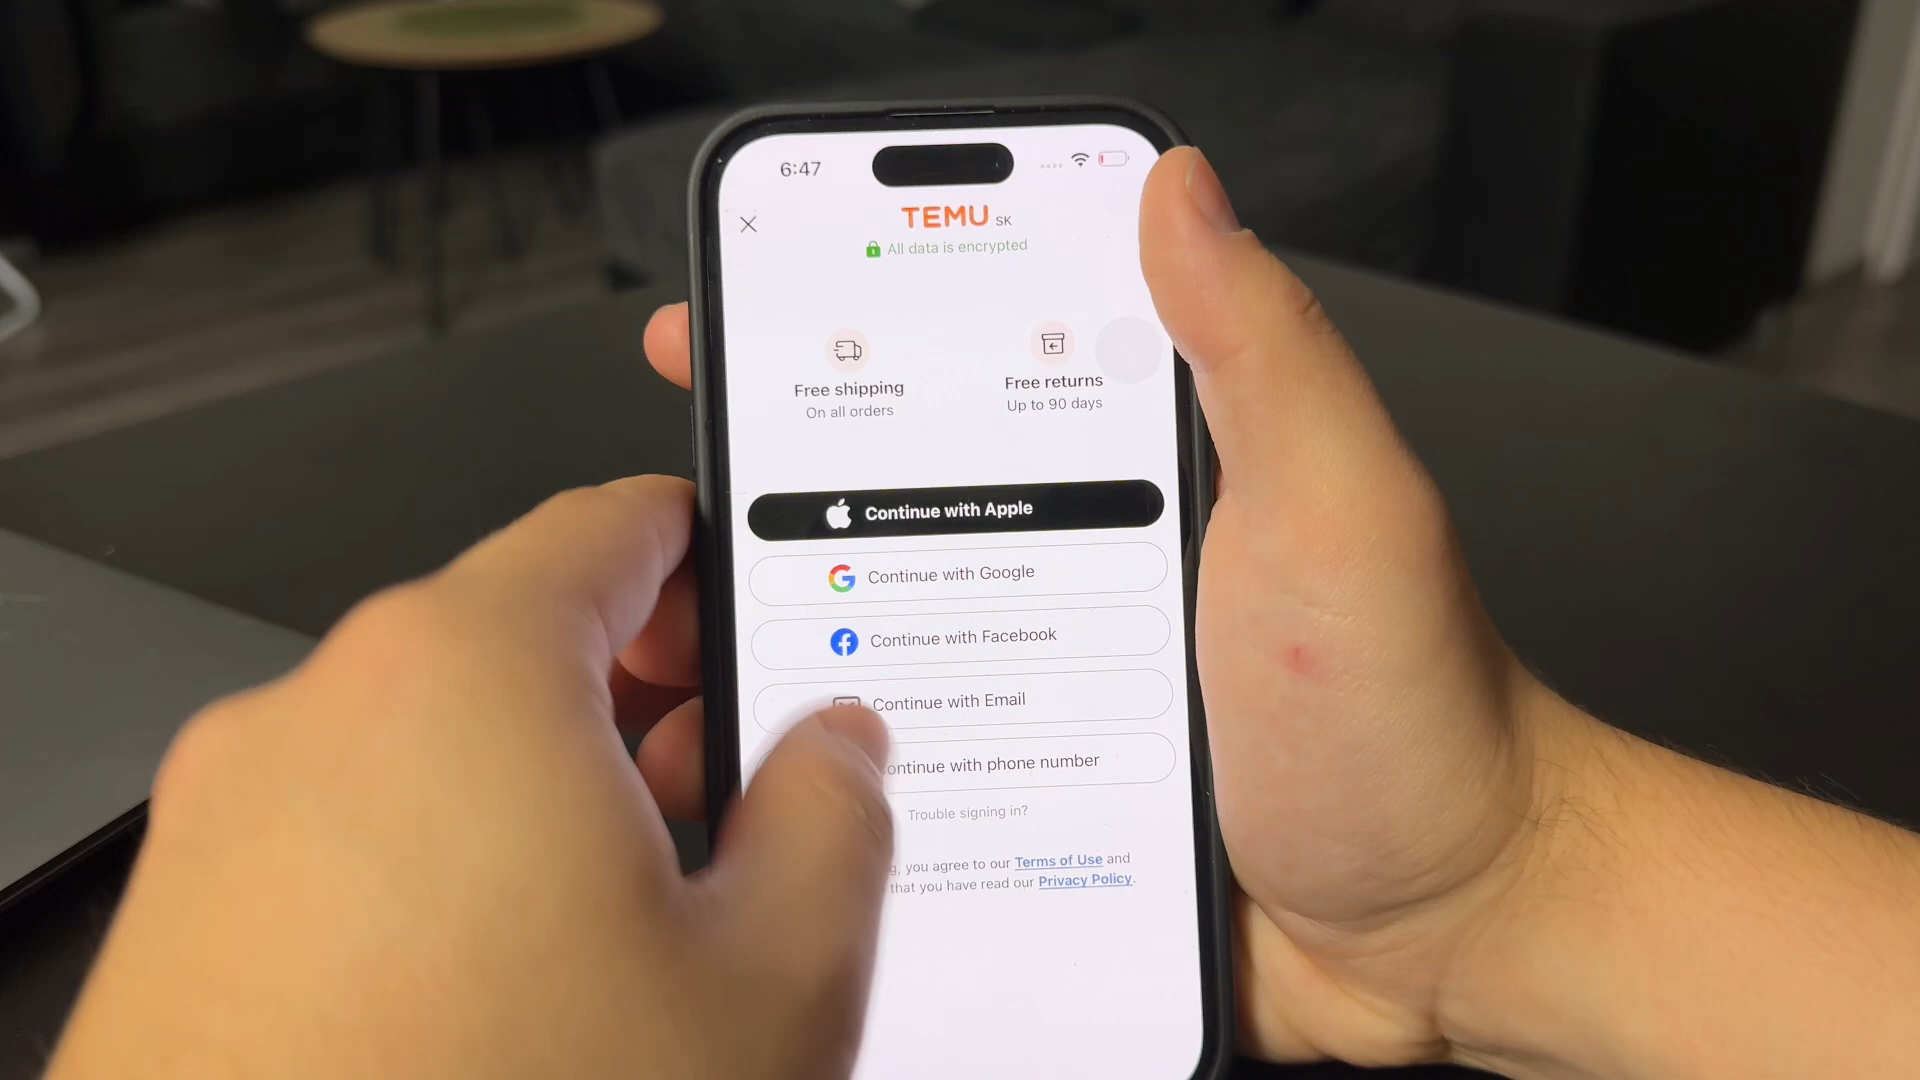 6:47
TEMU SK
All data is encrypted
Free shipping
On all orders
Free returns
Up to 90 days
Continue with Apple
Continue with Google
Continue with Facebook
Continue with Email
ontinue with phone number
Trouble signing in?
, you agree to our Terms of Use and
that you have read our Privacy Policy.